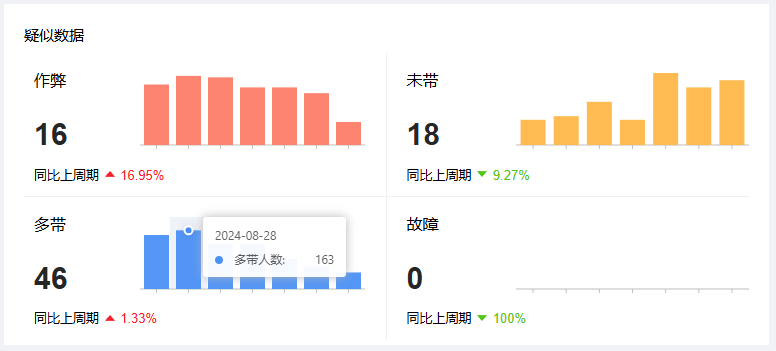 疑似数据
作弊
16
同比上周期 ▲ 16.95%
未带
18
同比上周期 ▼ 9.27%
多带
46
同比上周期 ▲ 1.33%
2024-08-28
多带人数: 163
故障
0
同比上周期 ▼ 100%